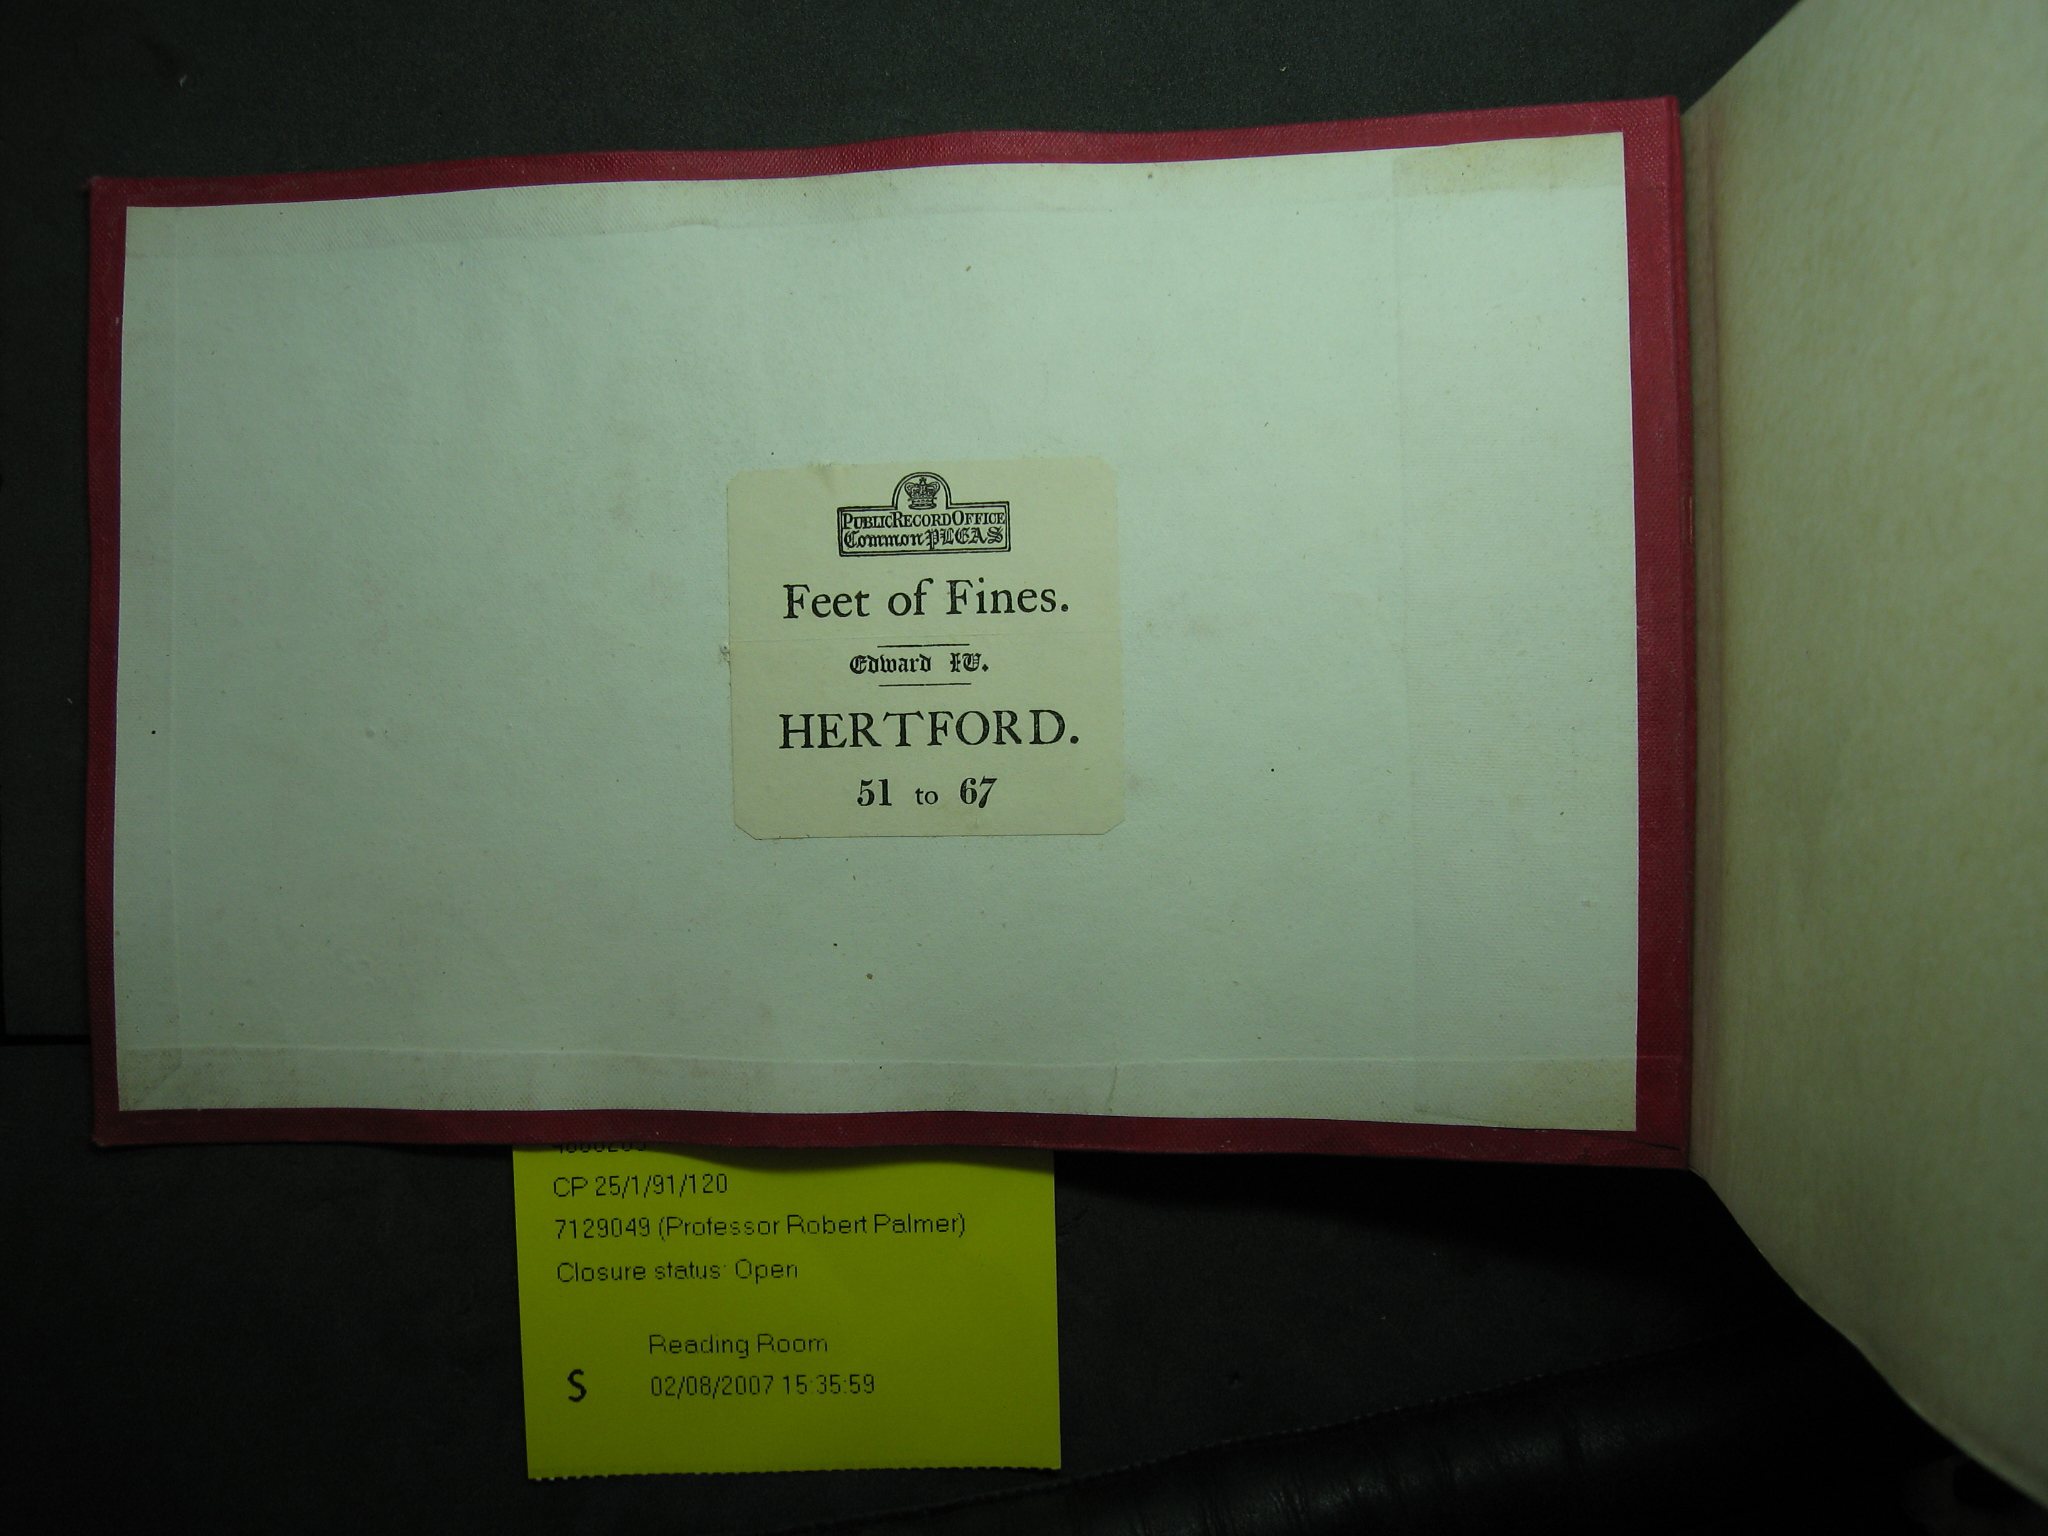 PUBLIC RECORD OFFICE
Common PLEAS
Feet of Fines.
Edward IV.
HERTFORD.
51 to 67
CP 25/1/91/120
7129049 (Professor Robert Palmer)
Closure status: Open
Reading Room
S 02/08/2007 15:35:59